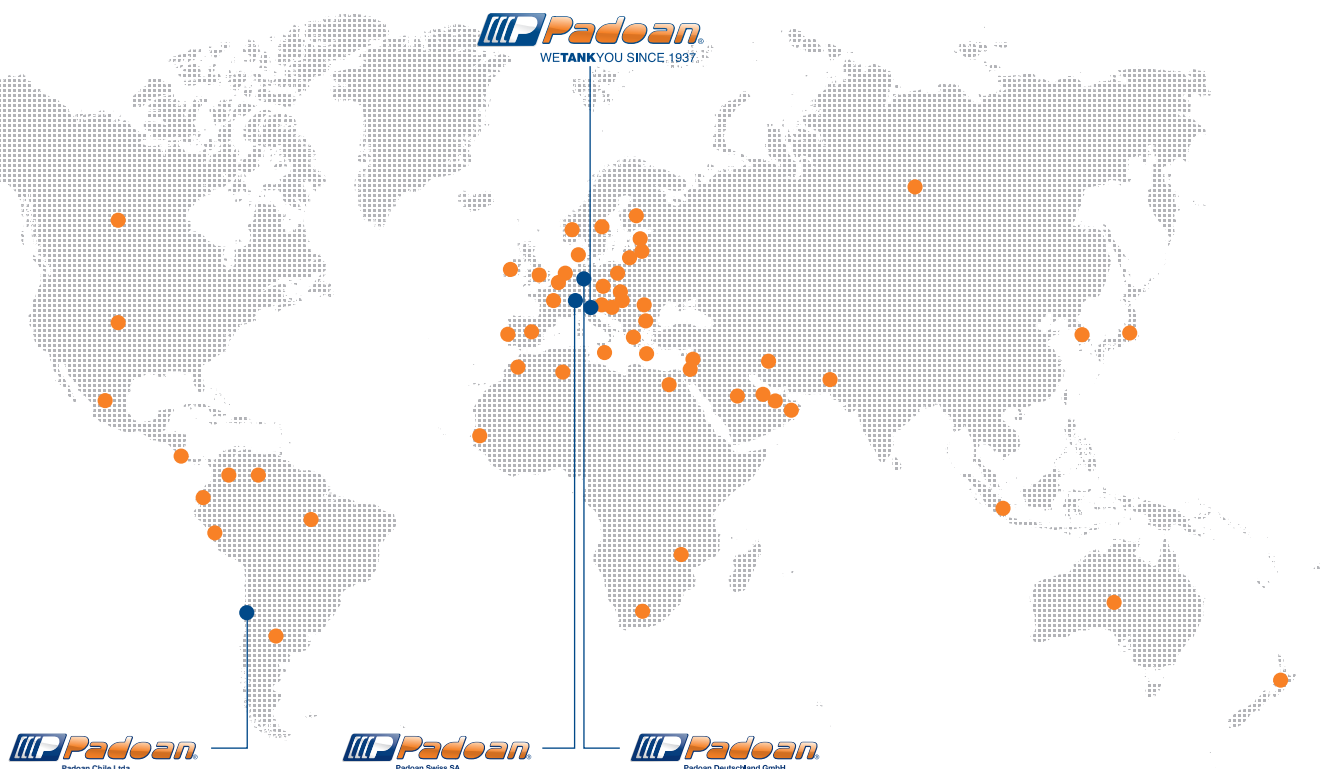 Padoan®
WETANKYOU SINCE 1937.
Padoan®
Padoan Chile Ltda
Padoan®
Padoan Swiss SA
Padoan®
Padoan Deutschland GmbH